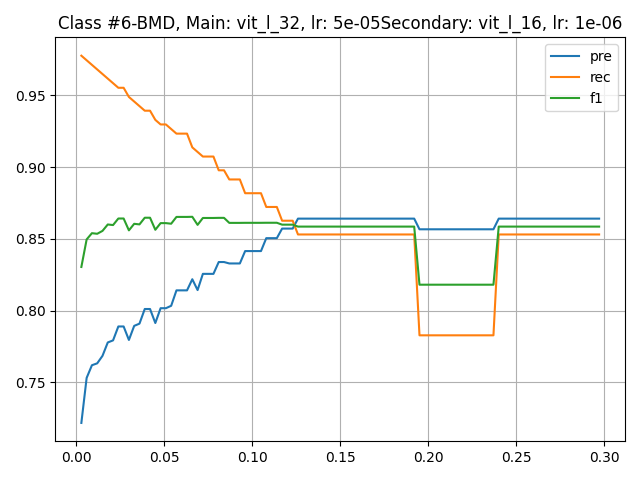 Class #6-BMD, Main: vit_l_32, lr: 5e-05Secondary: vit_l_16, lr: 1e-06
pre
rec
f1
0.95
0.90
0.85
0.80
0.75
0.00 0.05 0.10 0.15 0.20 0.25 0.30